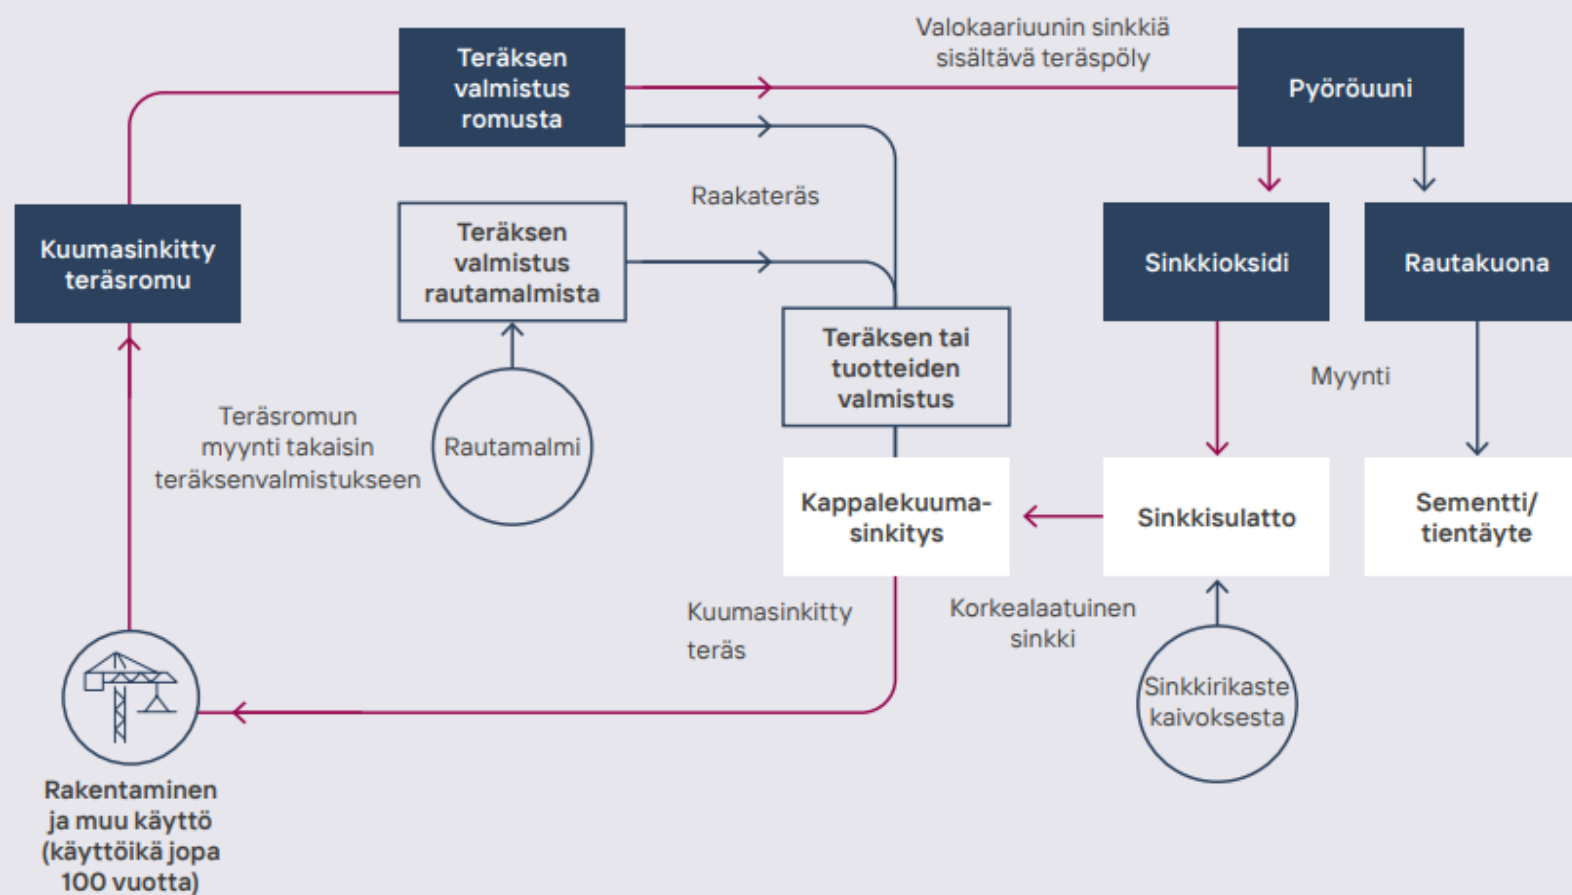 Valokaariuunin sinkkiä
sisältävä teräspöly
Teräksen
valmistus
romusta
Pyöröuuni
Raakateräs
Kuumasinkitty
teräsromu
Teräksen
valmistus
rautamalmista
Sinkkioksidi
Rautakuona
Teräksen tai
tuotteiden
valmistus
Myynti
Teräsromun
myynti takaisin
teräksenvalmistukseen
Rautamalmi
Kappalekuuma-
sinkitys
Sinkkisulatto
Sementti/
tientäyte
Kuumasinkitty
teräs
Korkealaatuinen
sinkki
Sinkkirikaste
kaivoksesta
Rakentaminen
ja muu käyttö
(käyttöikä jopa
100 vuotta)